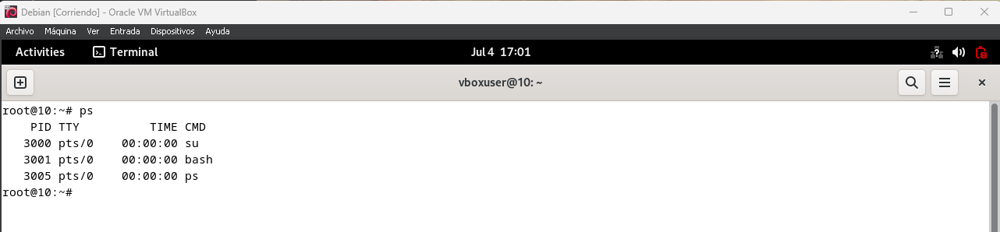 Debian [Corriendo] - Oracle VM VirtualBox
Archivo Máquina Ver Entrada Dispositivos Ayuda
Activities Terminal Jul 4 17:01
vboxuser@10: ~
root@10:~# ps
    PID TTY          TIME CMD
   3000 pts/0    00:00:00 su
   3001 pts/0    00:00:00 bash
   3005 pts/0    00:00:00 ps
root@10:~#